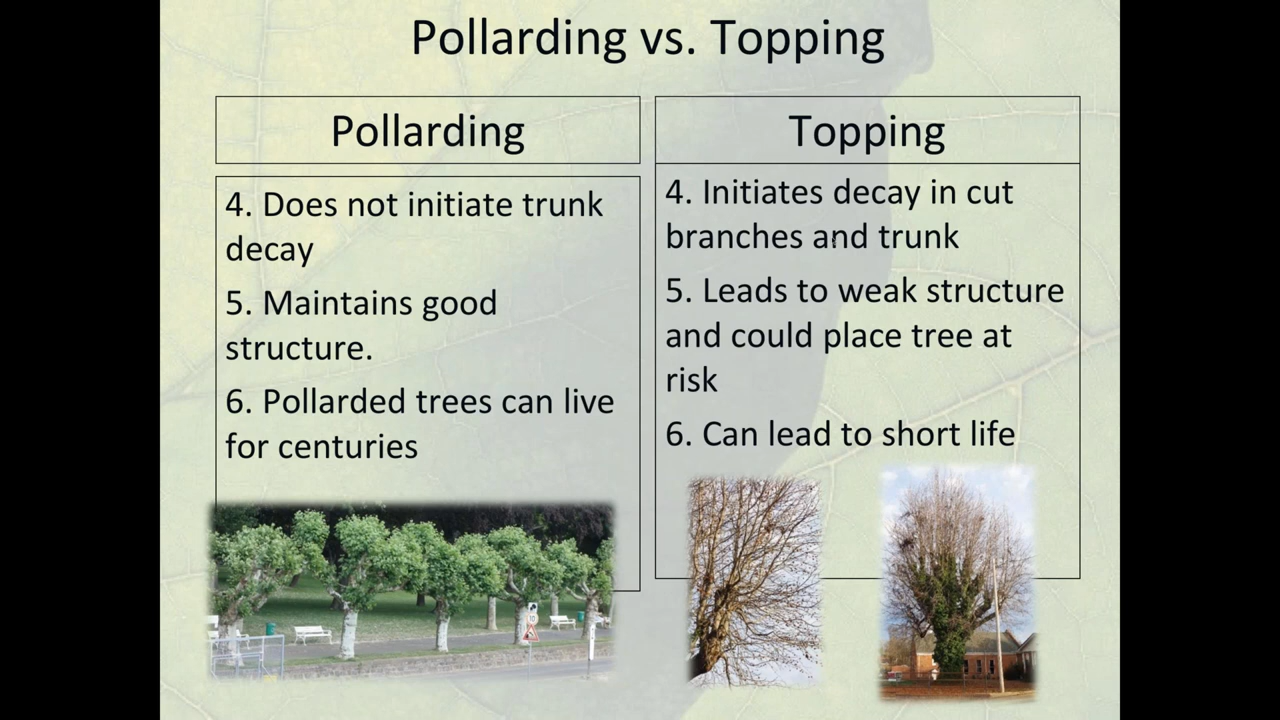 Pollarding vs. Topping
Pollarding
4. Does not initiate trunk
decay
5. Maintains good
structure.
6. Pollarded trees can live
for centuries
Topping
4. Initiates decay in cut
branches and trunk
5. Leads to weak structure
and could place tree at
risk
6. Can lead to short life